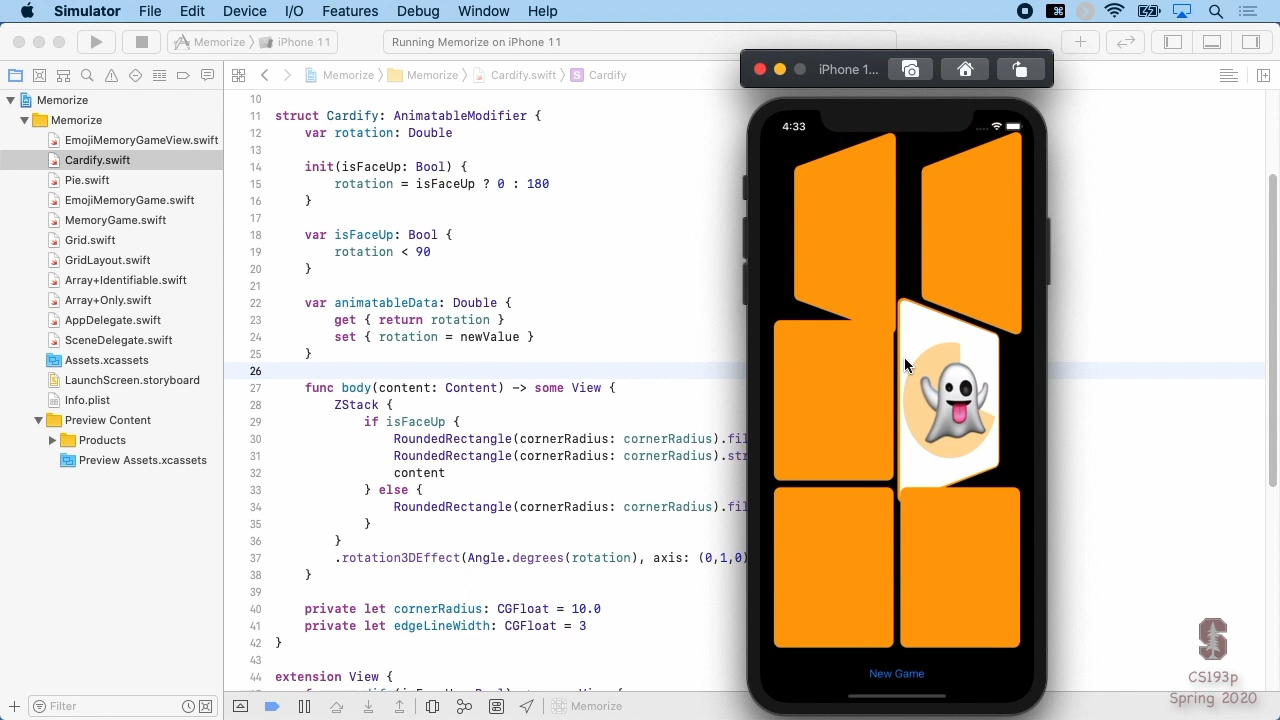 Simulator File Edit Device I/O Features Debug Window Help
Memorize iPhone 11
Running Memorize on iPhone 11
iPhone 1...
Memorize Memorize Cardify.swift S Cardify
Memorize
Memorize
EmojiMemoryGameView.swift
Cardify.swift
Pie.swift
EmojiMemoryGame.swift
MemoryGame.swift
Grid.swift
GridLayout.swift
Array+Identifiable.swift
Array+Only.swift
AppDelegate.swift
SceneDelegate.swift
Assets.xcassets
LaunchScreen.storyboard
Info.plist
Preview Content
Products
Preview Assets.xcassets
Filter
10
11 struct Cardify: AnimatableModifier {
12 var rotation: Double
13
14 init(isFaceUp: Bool) {
15 rotation = isFaceUp ? 0 : 180
16 }
17
18 var isFaceUp: Bool {
19 rotation < 90
20 }
21
22 var animatableData: Double {
23 get { return rotation }
24 set { rotation = newValue }
25 }
26
27 func body(content: Content) -> some View {
28 ZStack {
29 if isFaceUp {
30 RoundedRectangle(cornerRadius: cornerRadius).fil
31 RoundedRectangle(cornerRadius: cornerRadius).str
32 content
33 } else {
34 RoundedRectangle(cornerRadius: cornerRadius).fil
35 }
36 }
37 .rotation3DEffect(Angle.degrees(rotation), axis: (0,1,0)
38 }
39
40 private let cornerRadius: CGFloat = 10.0
41 private let edgeLineWidth: CGFloat = 3
42 }
43
44 extension View {
Memorize
4:33
New Game
CS193p
Spring 2020